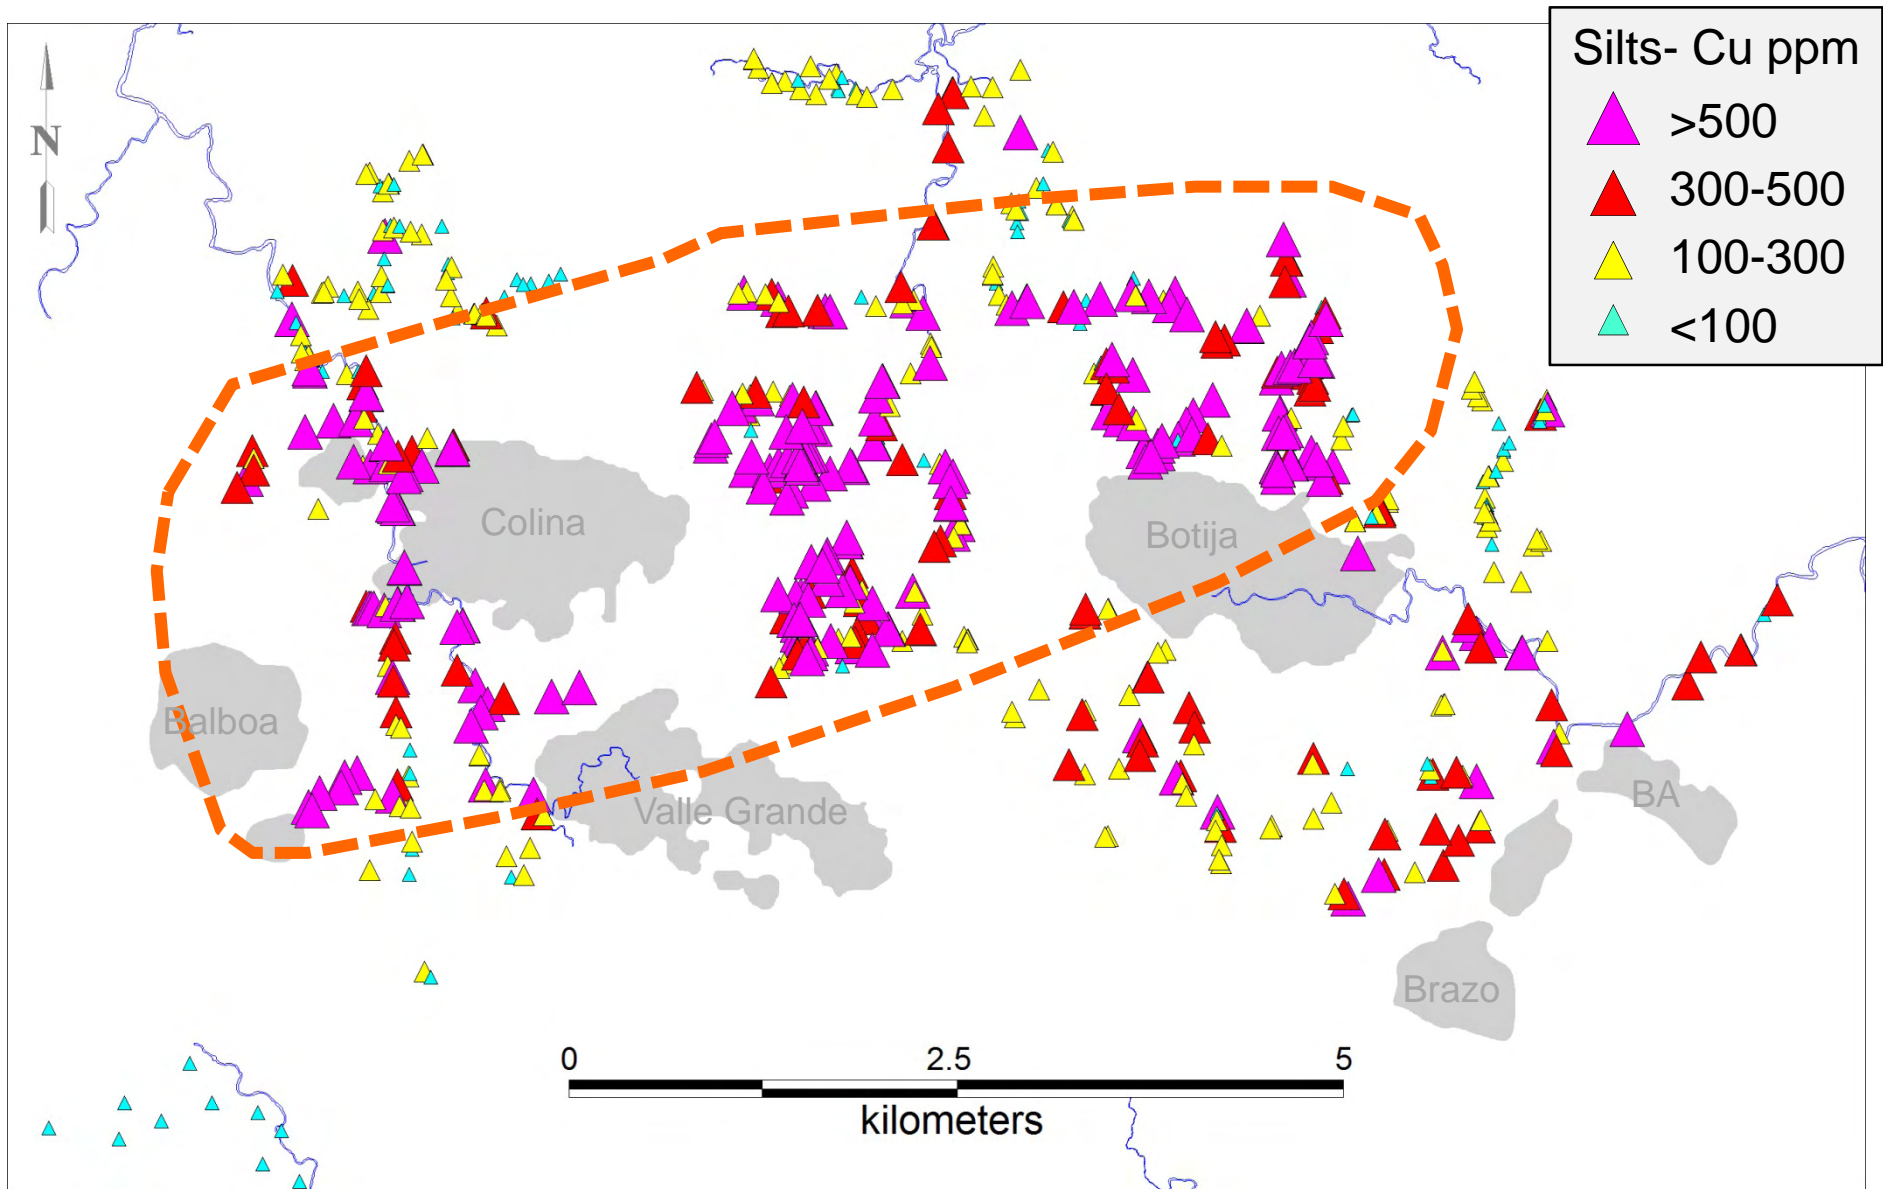 Silts- Cu ppm
>500
300-500
100-300
<100
N
Colina
Botija
Balboa
Valle Grande
BA
Brazo
0 2.5 5
kilometers